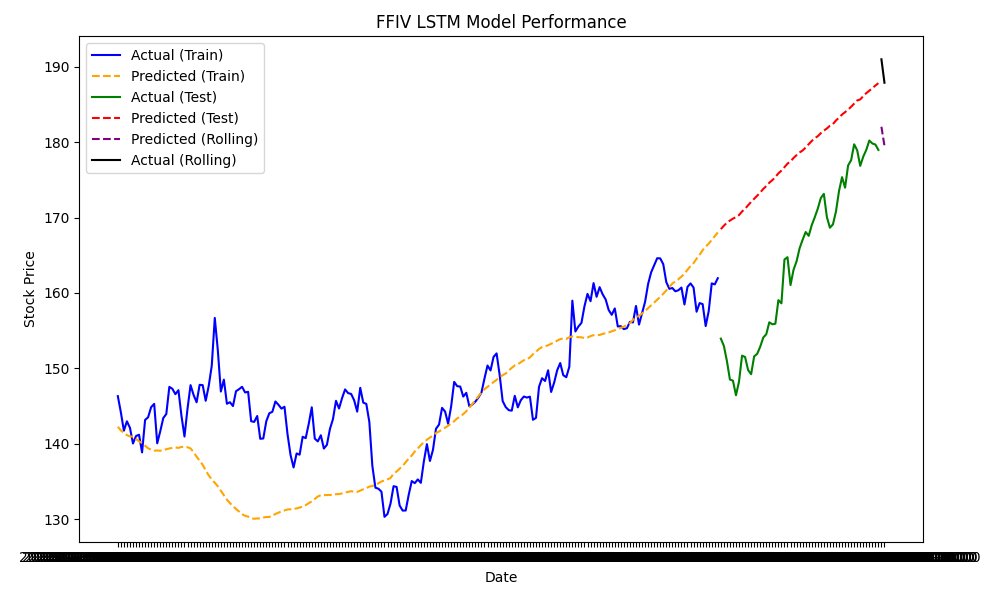 FFIV LSTM Model Performance
Actual (Train)
Predicted (Train)
Actual (Test)
Predicted (Test)
Predicted (Rolling)
Actual (Rolling)
190
180
170
160
150
140
130
Stock Price
Date